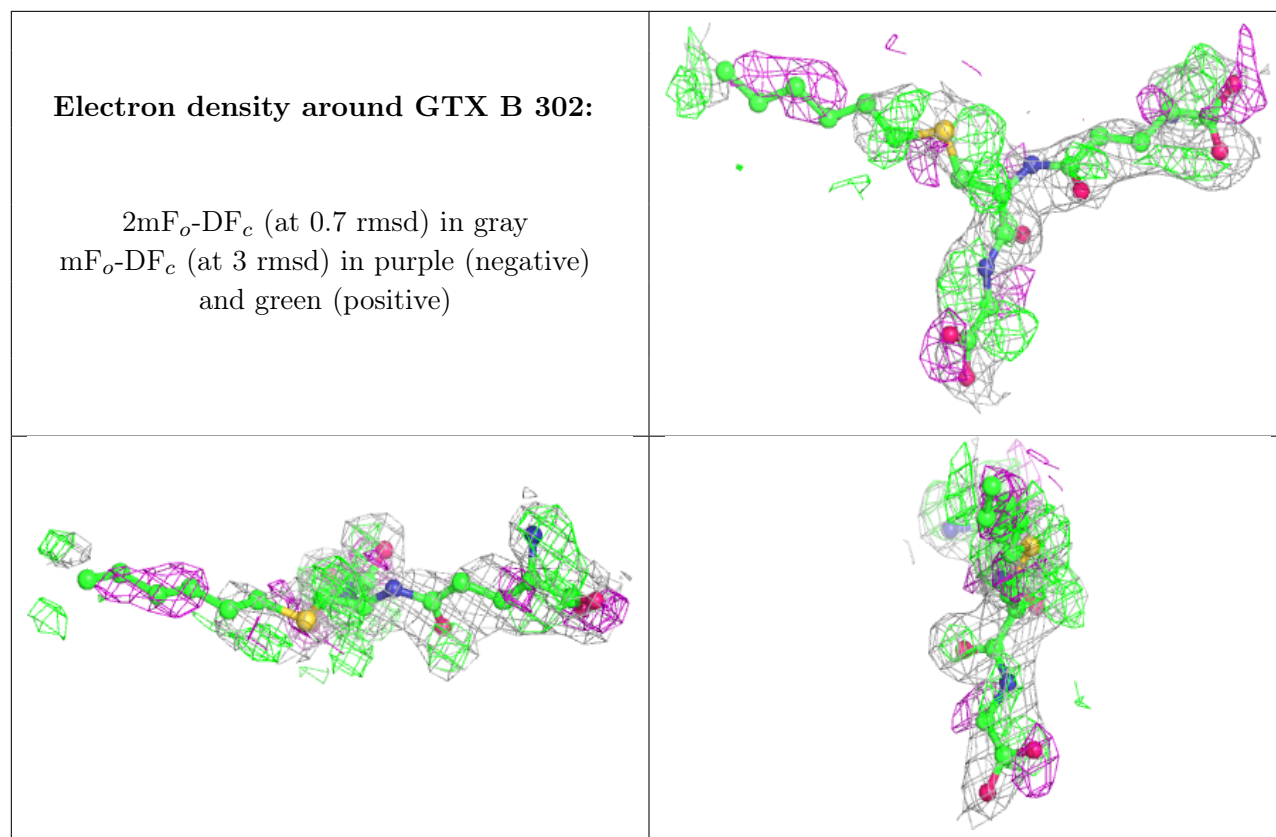 Electron density around GTX B 302:
2mFo-DFc (at 0.7 rmsd) in gray
mFo-DFc (at 3 rmsd) in purple (negative)
and green (positive)